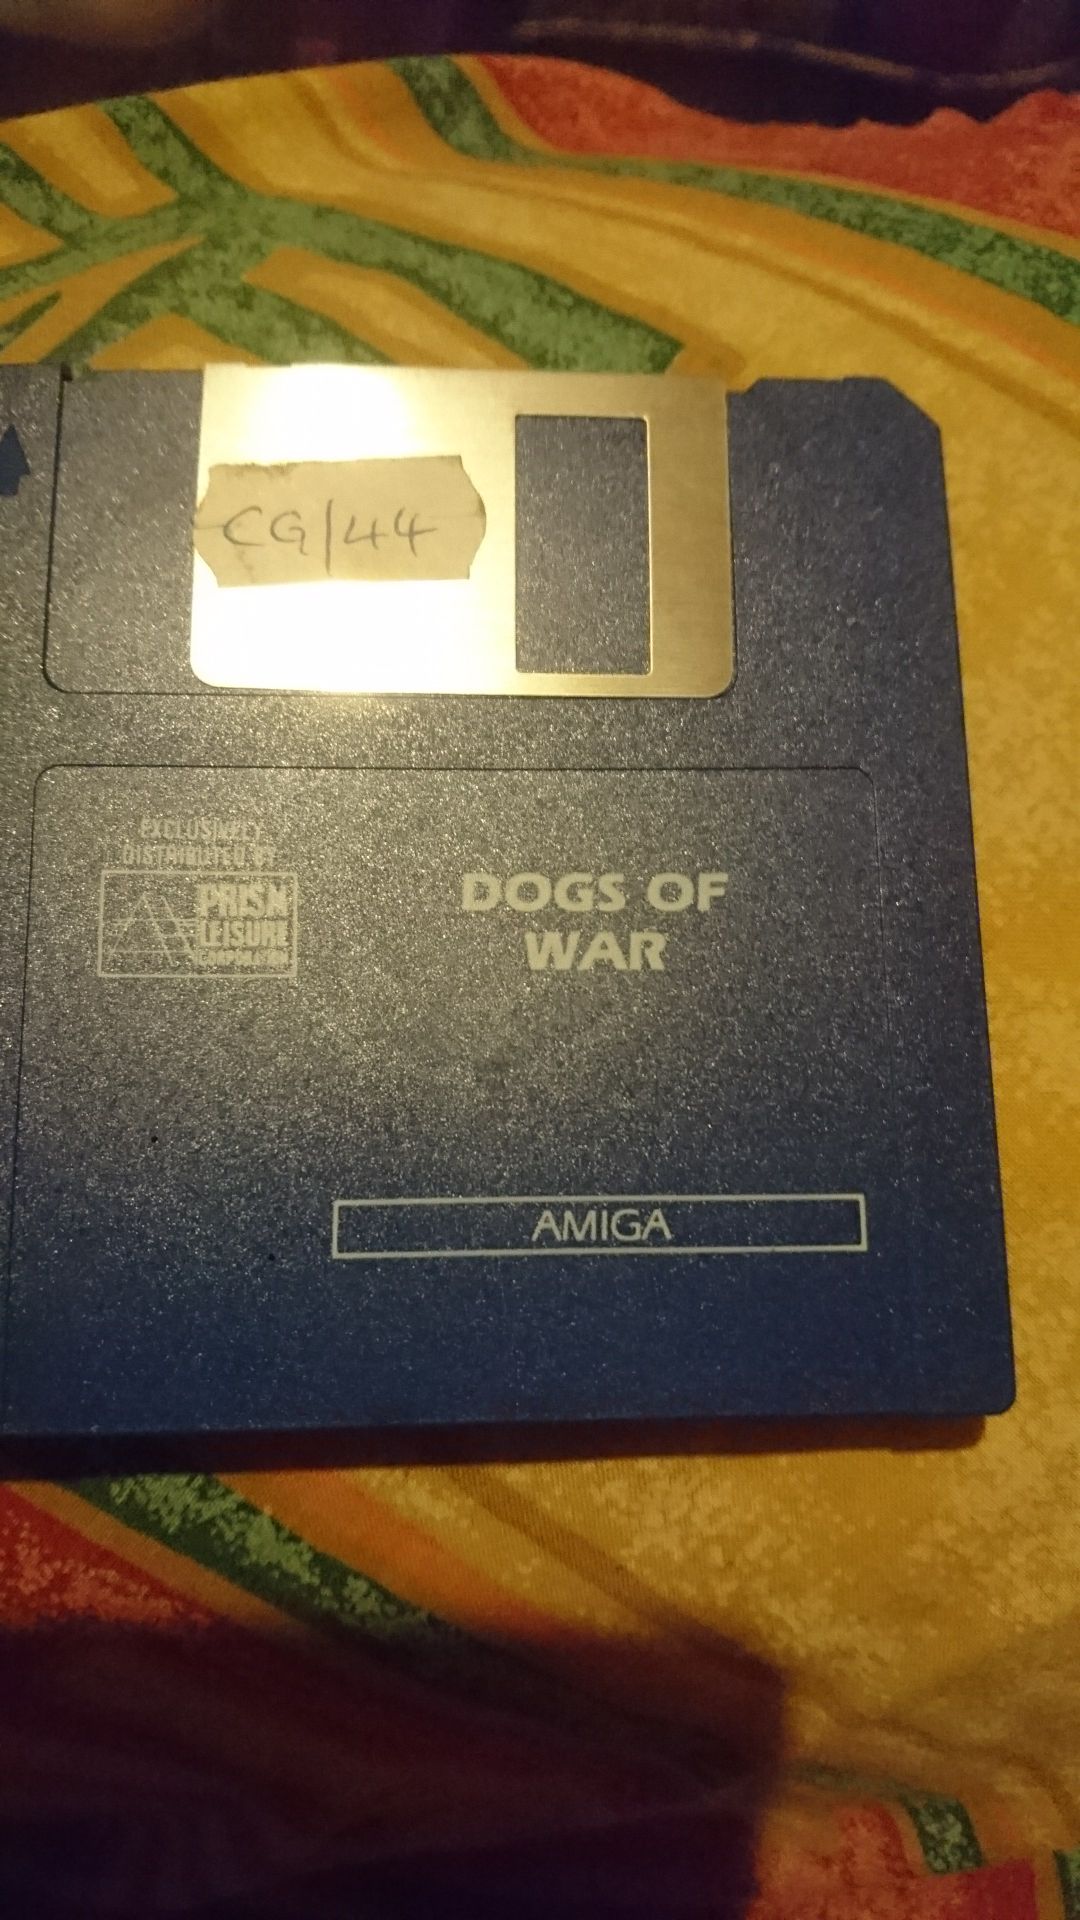 CG/44
EXCLUSIVELY
DISTRIBUTED BY
PRISM
LEISURE
CORPORATION
DOGS OF
WAR
AMIGA